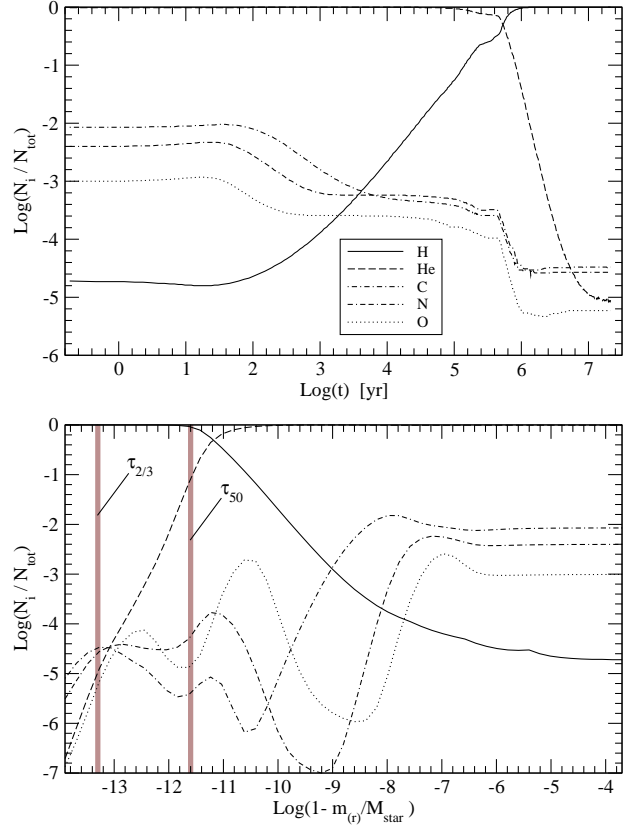 0
-1
-2
-3
-4
-5
-6
Log(N_i / N_tot)
H
He
C
N
O
0 1 2 3 4 5 6 7
Log(t) [yr]
0
-1
-2
-3
-4
-5
-6
-7
Log(N_i / N_tot)
τ_2/3
τ_50
-13 -12 -11 -10 -9 -8 -7 -6 -5 -4
Log(1- m_(r)/M_star)